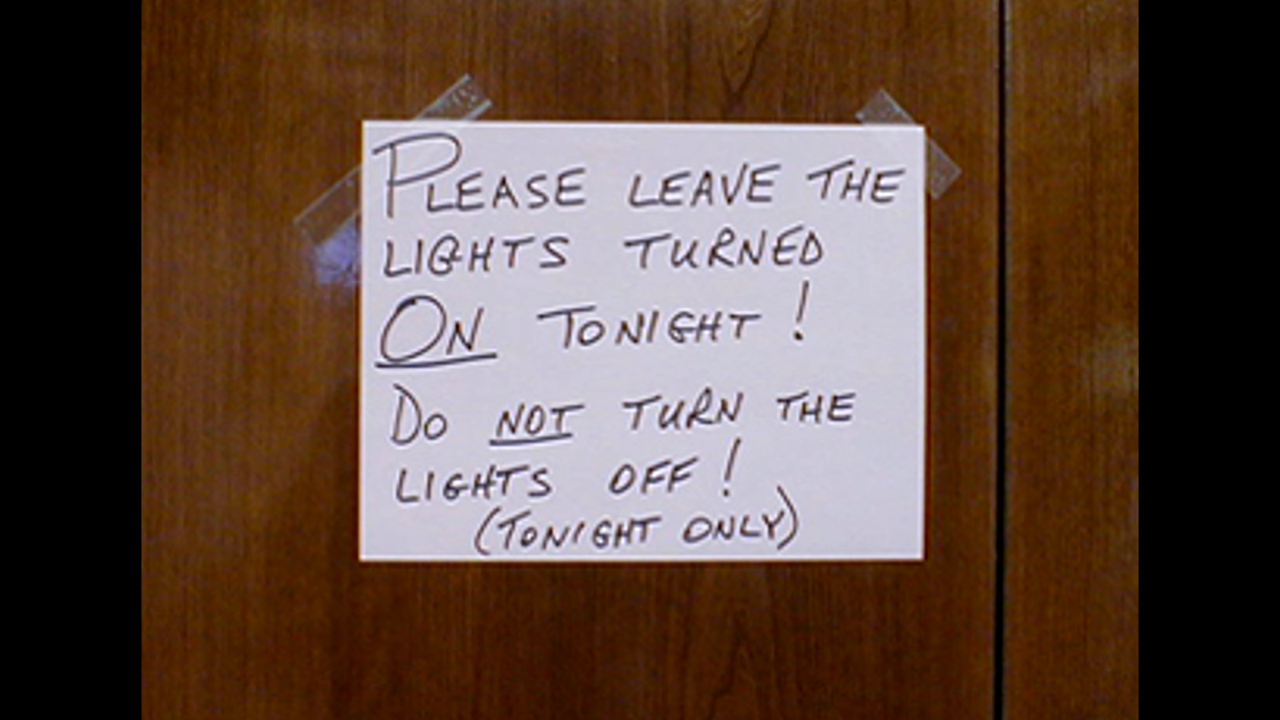 PLEASE LEAVE THE
LIGHTS TURNED
ON TONIGHT!
DO NOT TURN THE
LIGHTS OFF!
(TONIGHT ONLY)